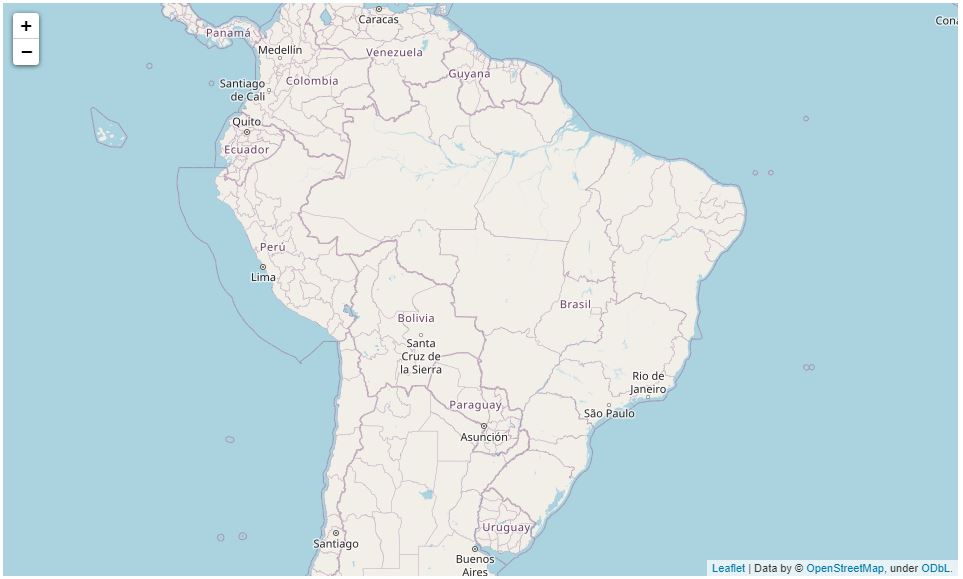 +
−
Caracas
Cona
Panamá
Medellín
Venezuela
Guyana
Colombia
Santiago
de Cali
Quito
Ecuador
Perú
Lima
Brasil
Bolivia
Santa
Cruz de
la Sierra
Rio de
Janeiro
Paraguay
São Paulo
Asunción
Uruguay
Santiago
Buenos
Aires
Leaflet | Data by © OpenStreetMap, under ODbL.